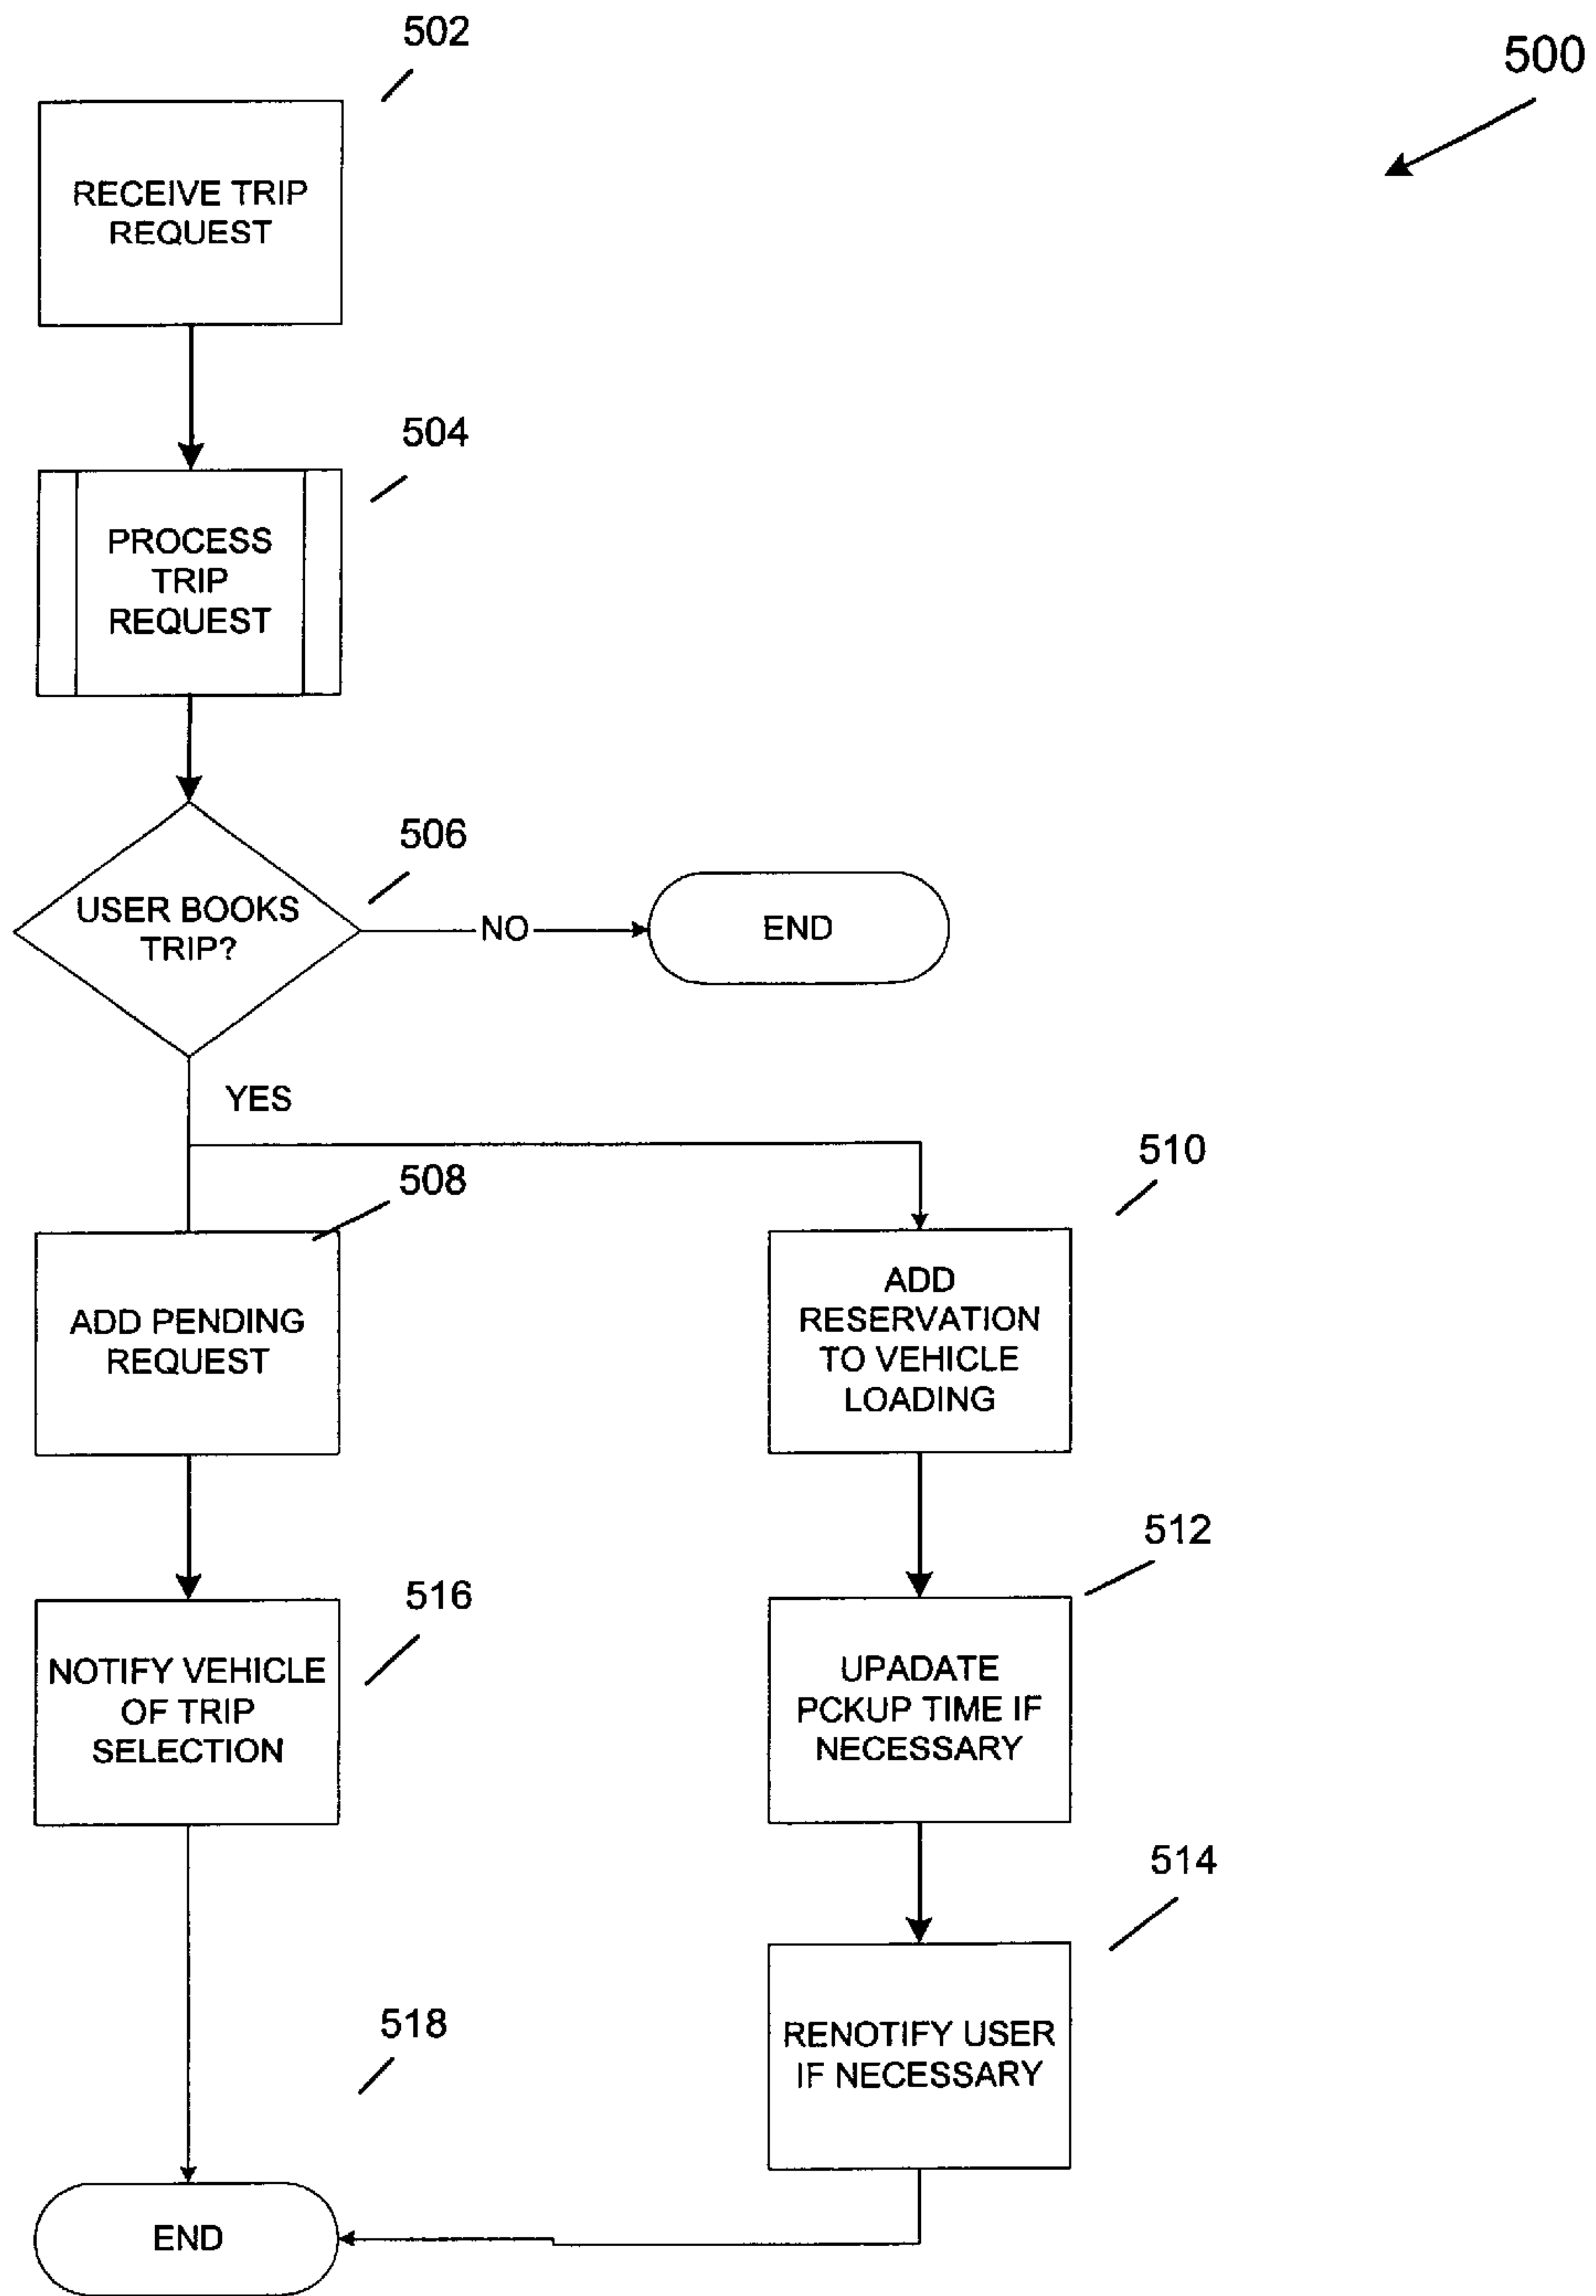 502
500
RECEIVE TRIP
REQUEST
504
PROCESS
TRIP
REQUEST
506
USER BOOKS
TRIP?
NO
END
YES
508
510
ADD PENDING
REQUEST
ADD
RESERVATION
TO VEHICLE
LOADING
516
512
NOTIFY VEHICLE
OF TRIP
SELECTION
UPADATE
PCKUP TIME IF
NECESSARY
514
RENOTIFY USER
IF NECESSARY
518
END